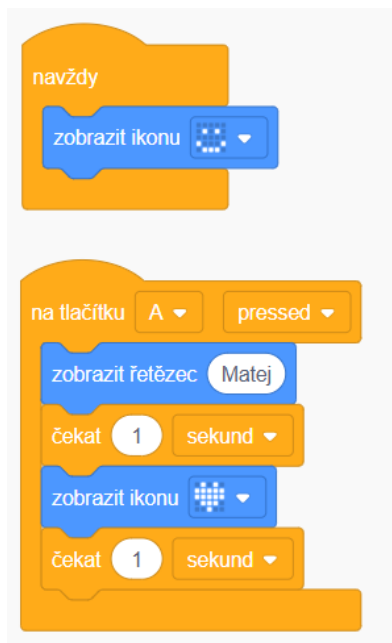 navždy
zobrazit ikonu
na tlačítku A pressed
zobrazit řetězec Matej
čekat 1 sekund
zobrazit ikonu
čekat 1 sekund